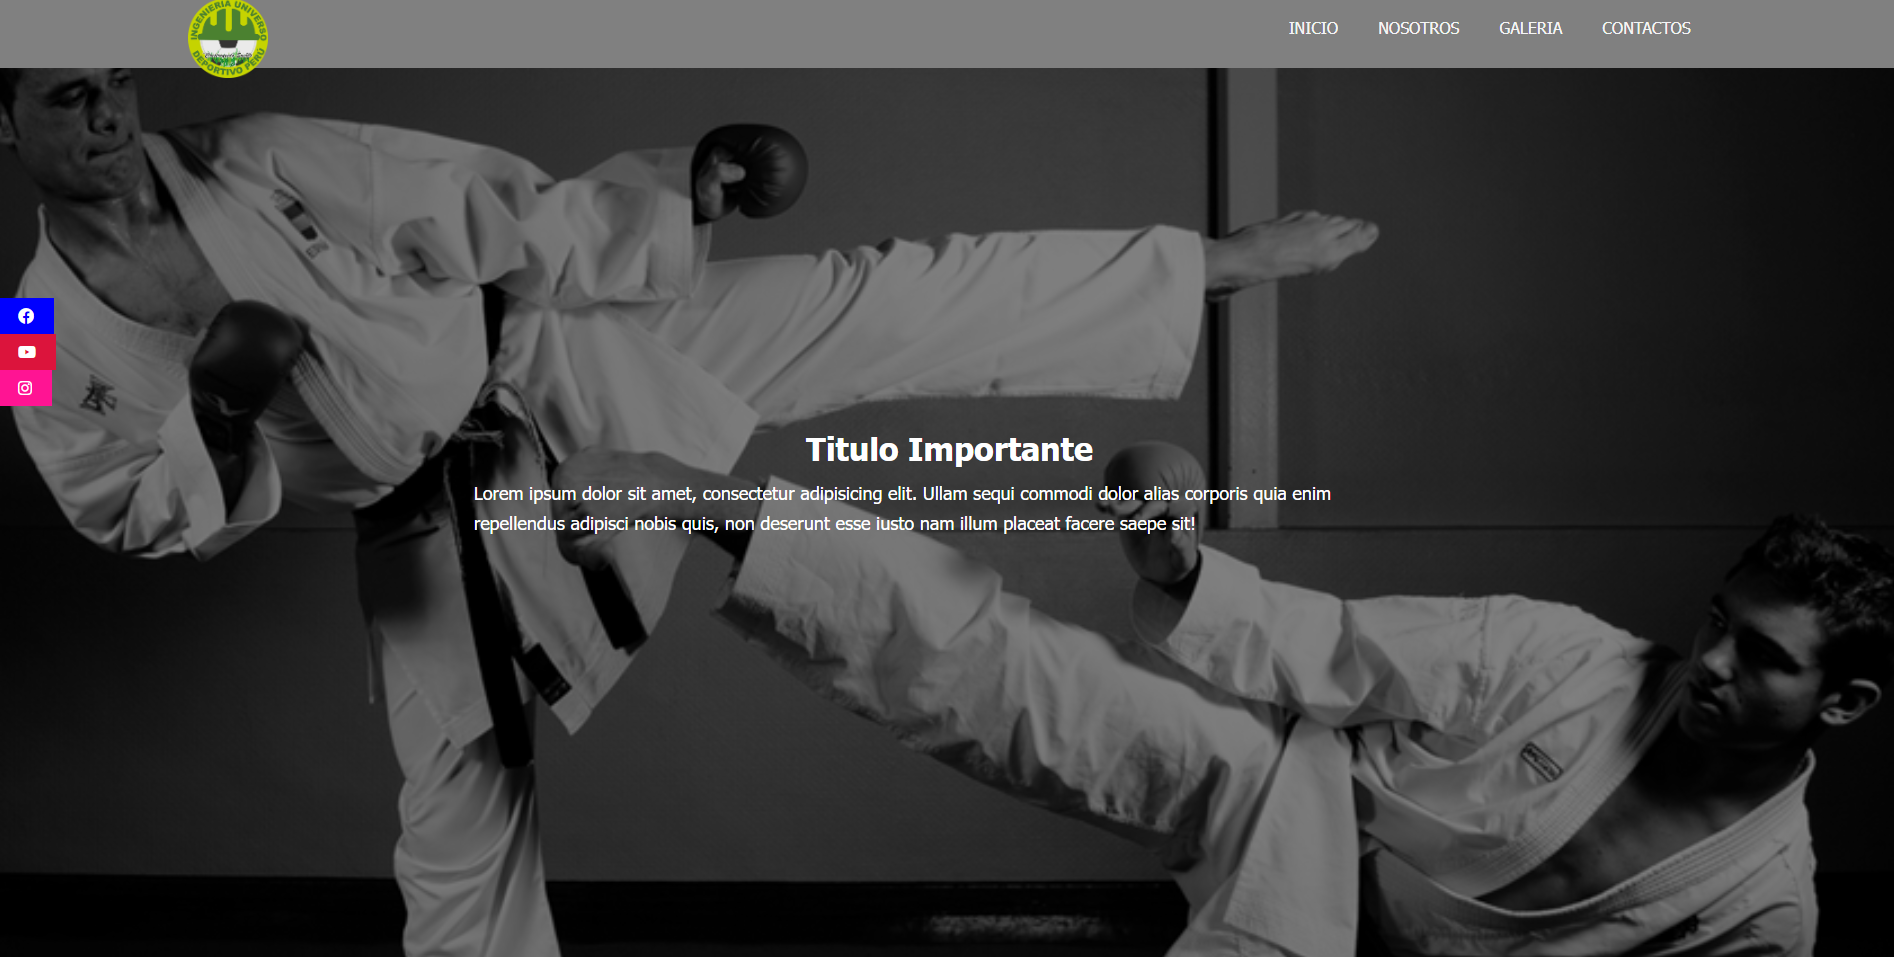 INGENIERIA UNIVERSO
DEPORTIVO PERÚ
INICIO NOSOTROS GALERIA CONTACTOS
Titulo Importante
Lorem ipsum dolor sit amet, consectetur adipisicing elit. Ullam sequi commodi dolor alias corporis quia enim
repellendus adipisci nobis quis, non deserunt esse iusto nam illum placeat facere saepe sit!